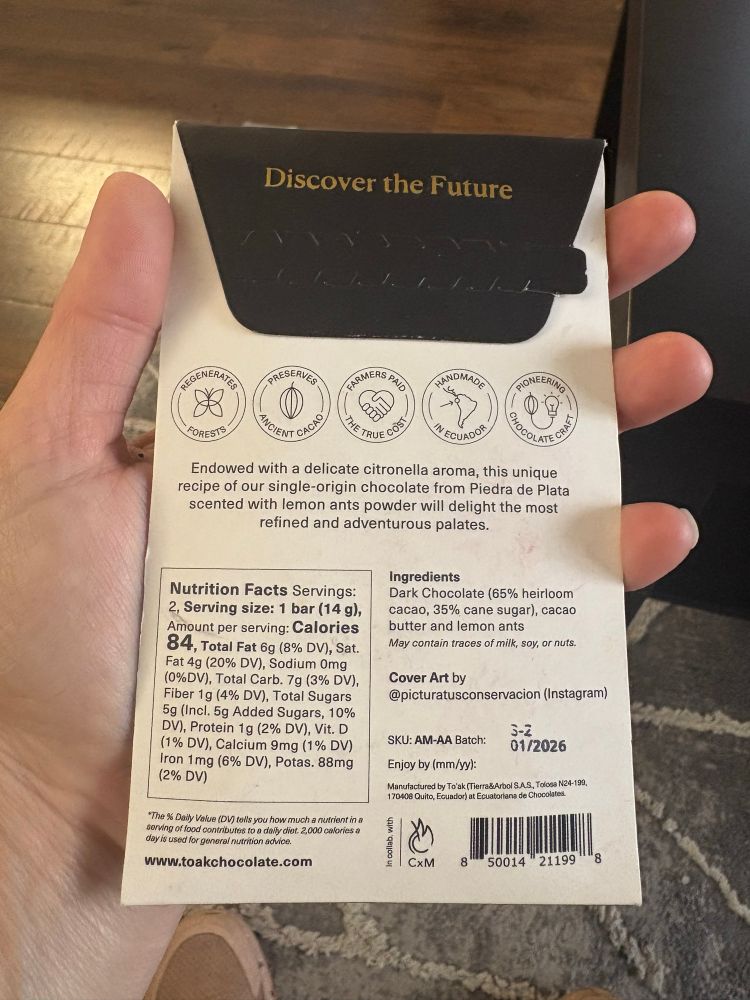 Discover the Future
REGENERATES
FORESTS
PRESERVES
ANCIENT CACAO
FARMERS PAID
THE TRUE COST
HANDMADE
IN ECUADOR
PIONEERING
CHOCOLATE CRAFT
Endowed with a delicate citronella aroma, this unique
recipe of our single-origin chocolate from Piedra de Plata
scented with lemon ants powder will delight the most
refined and adventurous palates.
Nutrition Facts Servings:
2, Serving size: 1 bar (14 g),
Amount per serving: Calories
84, Total Fat 6g (8% DV), Sat.
Fat 4g (20% DV), Sodium 0mg
(0%DV), Total Carb. 7g (3% DV),
Fiber 1g (4% DV), Total Sugars
5g (Incl. 5g Added Sugars, 10%
DV), Protein 1g (2% DV), Vit. D
(1% DV), Calcium 9mg (1% DV)
Iron 1mg (6% DV), Potas. 88mg
(2% DV)
*The % Daily Value (DV) tells you how much a nutrient in a
serving of food contributes to a daily diet. 2,000 calories a
day is used for general nutrition advice.
www.toakchocolate.com
Ingredients
Dark Chocolate (65% heirloom
cacao, 35% cane sugar), cacao
butter and lemon ants
May contain traces of milk, soy, or nuts.
Cover Art by
@picturatusconservacion (Instagram)
SKU: AM-AA Batch: S-2
01/2026
Enjoy by (mm/yy):
Manufactured by To'ak (Tierra&Arbol S.A.S., Tolosa N24-199,
170408 Quito, Ecuador) at Ecuatoriana de Chocolates.
In collab. with
CxM
8 50014 21199 8